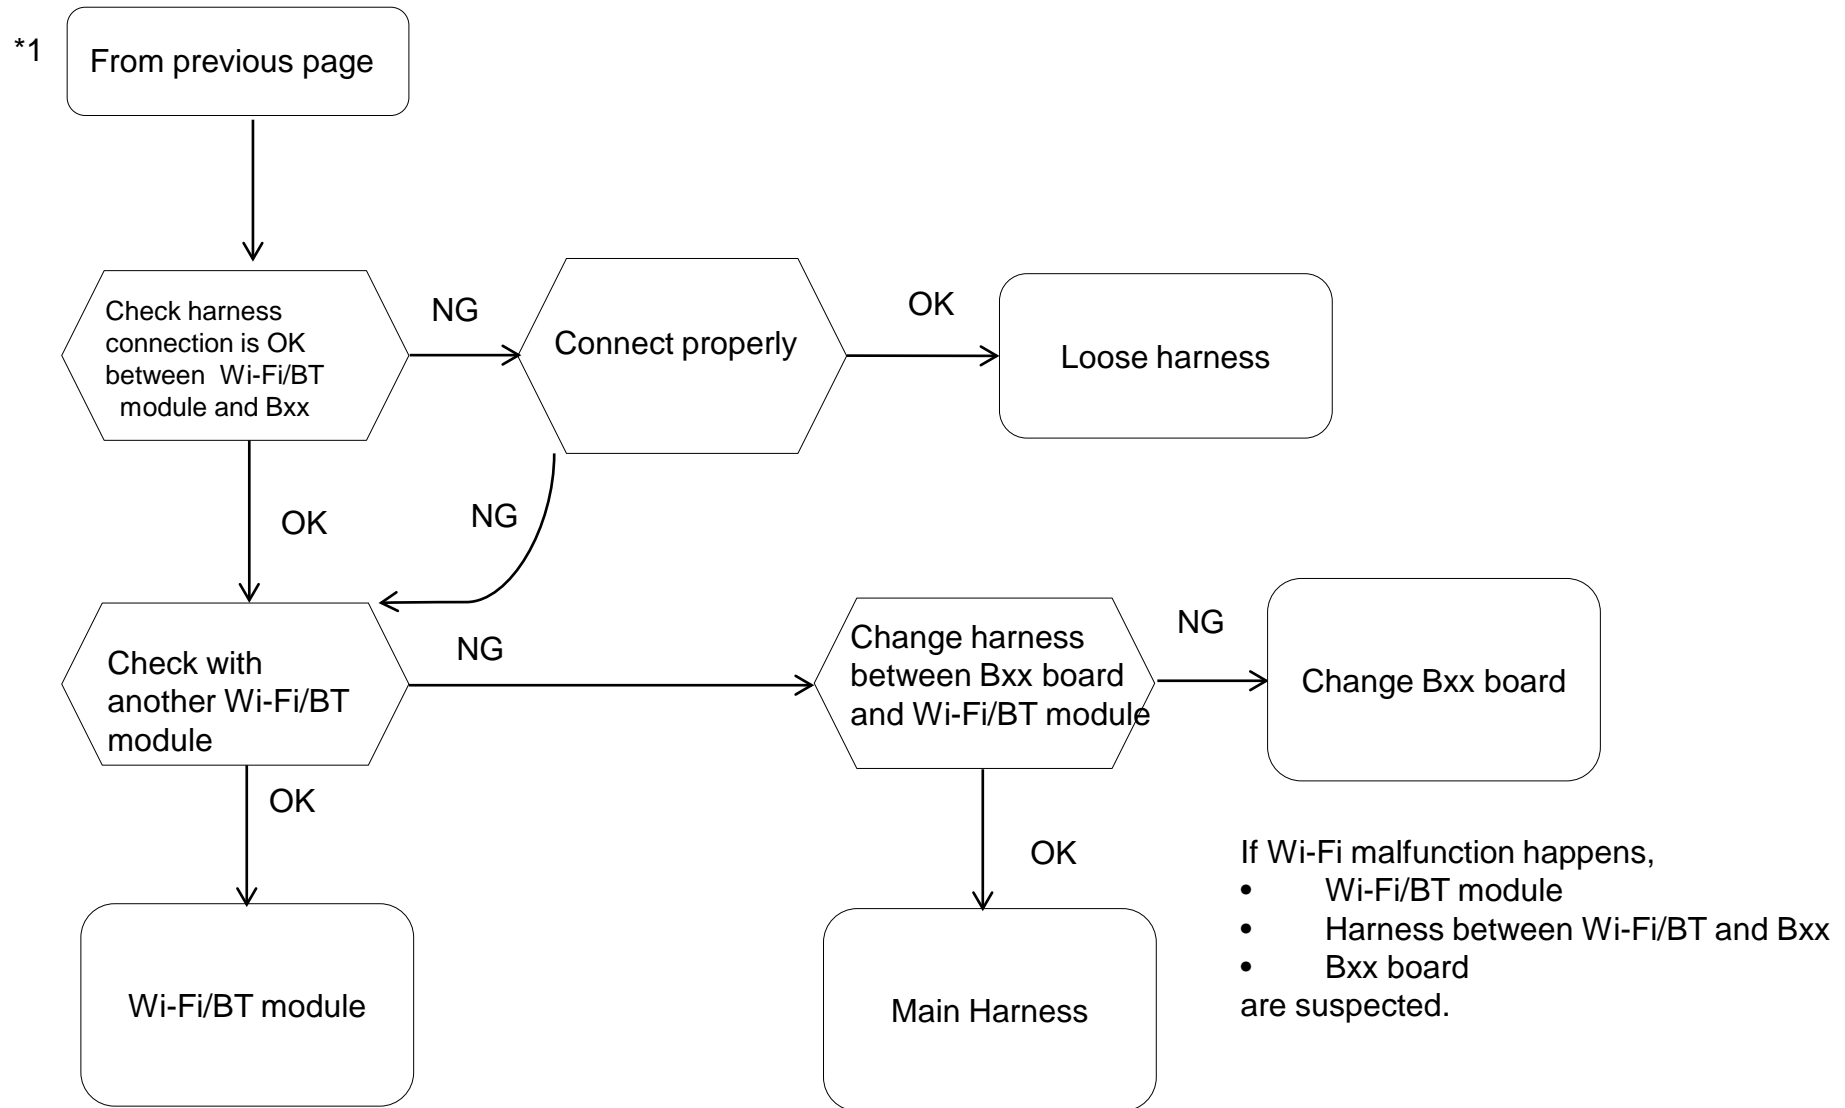 *1
From previous page
Check harness
connection is OK
between Wi-Fi/BT
module and Bxx
NG
Connect properly
OK
Loose harness
OK
NG
Check with
another Wi-Fi/BT
module
NG
Change harness
between Bxx board
and Wi-Fi/BT module
NG
Change Bxx board
OK
OK
If Wi-Fi malfunction happens,
• Wi-Fi/BT module
• Harness between Wi-Fi/BT and Bxx
• Bxx board
are suspected.
Wi-Fi/BT module
Main Harness